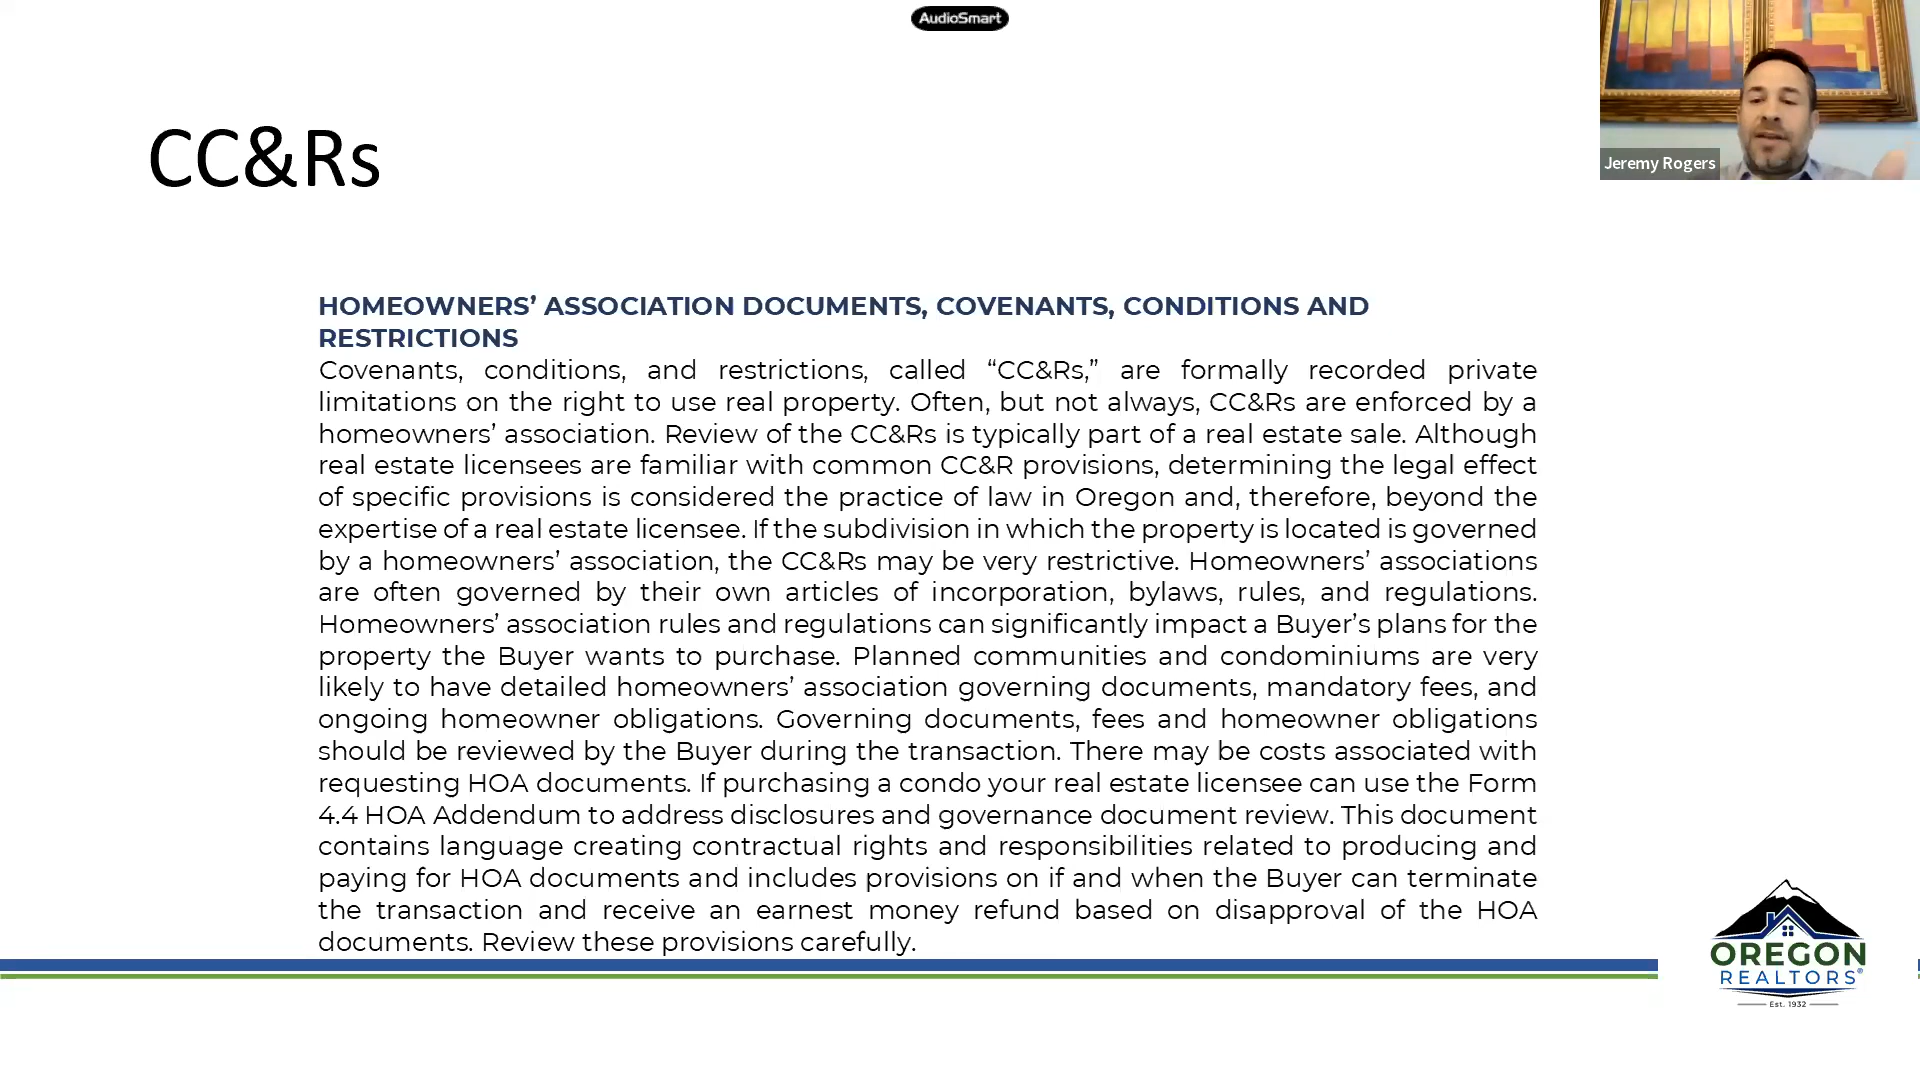 AudioSmart
Jeremy Rogers
CC&Rs
HOMEOWNERS’ ASSOCIATION DOCUMENTS, COVENANTS, CONDITIONS AND
RESTRICTIONS
Covenants, conditions, and restrictions, called “CC&Rs,” are formally recorded private
limitations on the right to use real property. Often, but not always, CC&Rs are enforced by a
homeowners’ association. Review of the CC&Rs is typically part of a real estate sale. Although
real estate licensees are familiar with common CC&R provisions, determining the legal effect
of specific provisions is considered the practice of law in Oregon and, therefore, beyond the
expertise of a real estate licensee. If the subdivision in which the property is located is governed
by a homeowners’ association, the CC&Rs may be very restrictive. Homeowners’ associations
are often governed by their own articles of incorporation, bylaws, rules, and regulations.
Homeowners’ association rules and regulations can significantly impact a Buyer’s plans for the
property the Buyer wants to purchase. Planned communities and condominiums are very
likely to have detailed homeowners’ association governing documents, mandatory fees, and
ongoing homeowner obligations. Governing documents, fees and homeowner obligations
should be reviewed by the Buyer during the transaction. There may be costs associated with
requesting HOA documents. If purchasing a condo your real estate licensee can use the Form
4.4 HOA Addendum to address disclosures and governance document review. This document
contains language creating contractual rights and responsibilities related to producing and
paying for HOA documents and includes provisions on if and when the Buyer can terminate
the transaction and receive an earnest money refund based on disapproval of the HOA
documents. Review these provisions carefully.
OREGON
REALTORS®
Est. 1932